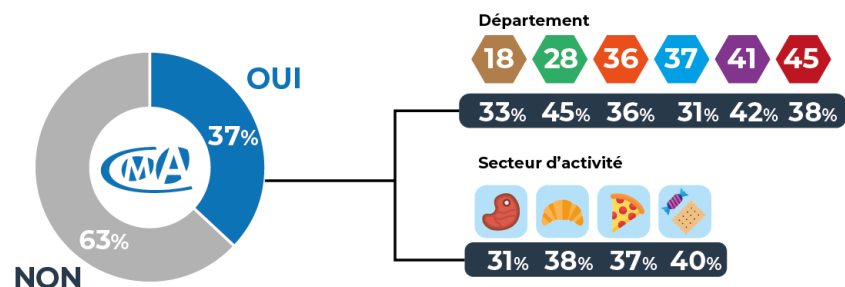 Département
18 28 36 37 41 45
OUI
33% 45% 36% 31% 42% 38%
37%
CMA
Secteur d'activité
63%
31% 38% 37% 40%
NON